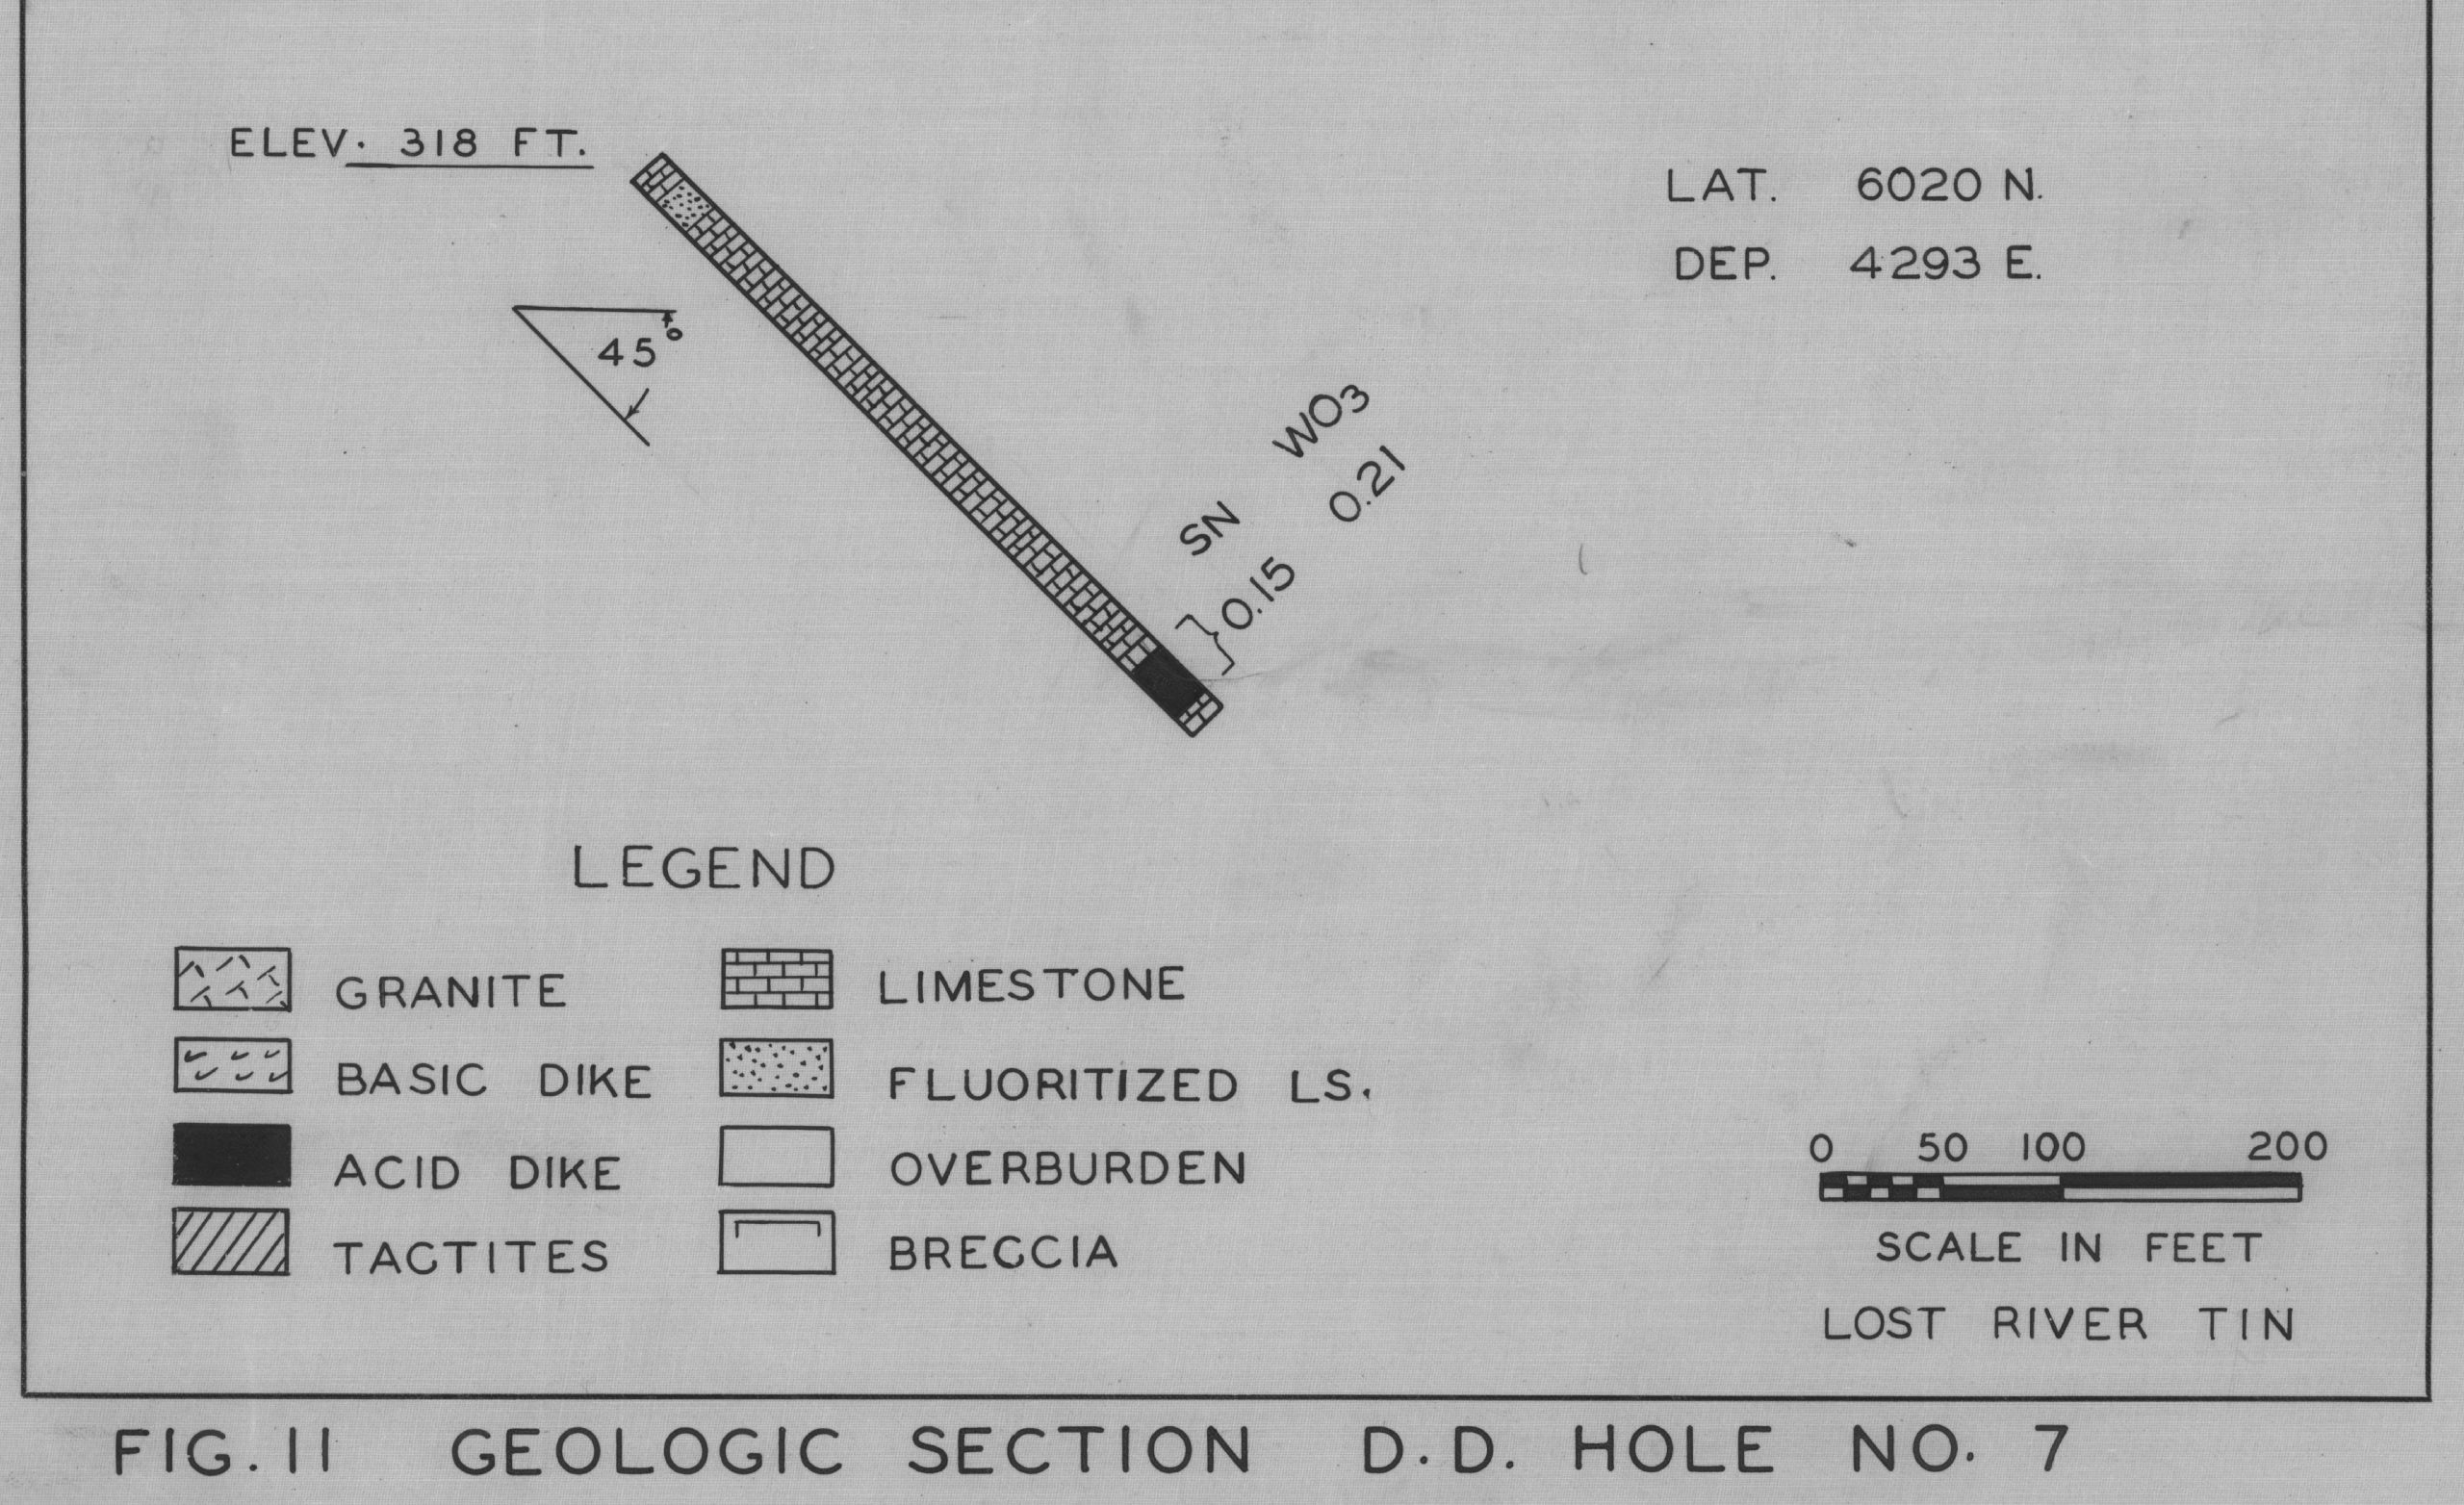 ELEV. 318 FT.
LAT. 6020 N.
DEP. 4293 E.
45°
SN WO3
0.15 0.21
LEGEND
GRANITE
BASIC DIKE
ACID DIKE
TACTITES
LIMESTONE
FLUORITIZED LS.
OVERBURDEN
BRECCIA
0 50 100 200
SCALE IN FEET
LOST RIVER TIN
FIG. 11 GEOLOGIC SECTION D.D. HOLE NO. 7